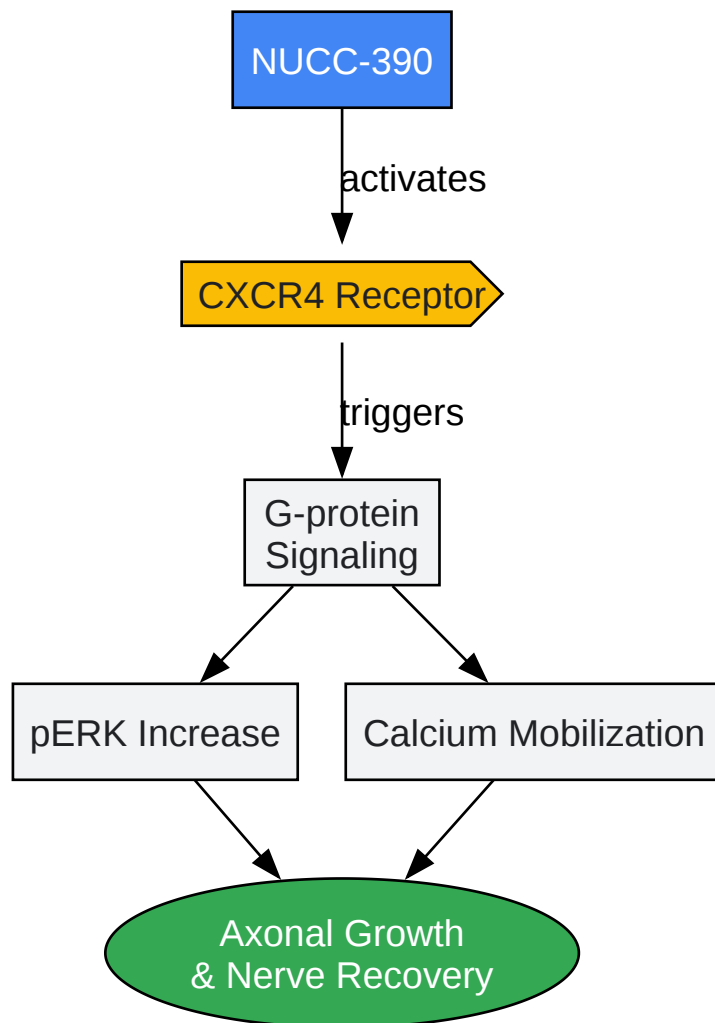 NUCC-390
activates
CXCR4 Receptor
triggers
G-protein
Signaling
pERK Increase
Calcium Mobilization
Axonal Growth
& Nerve Recovery